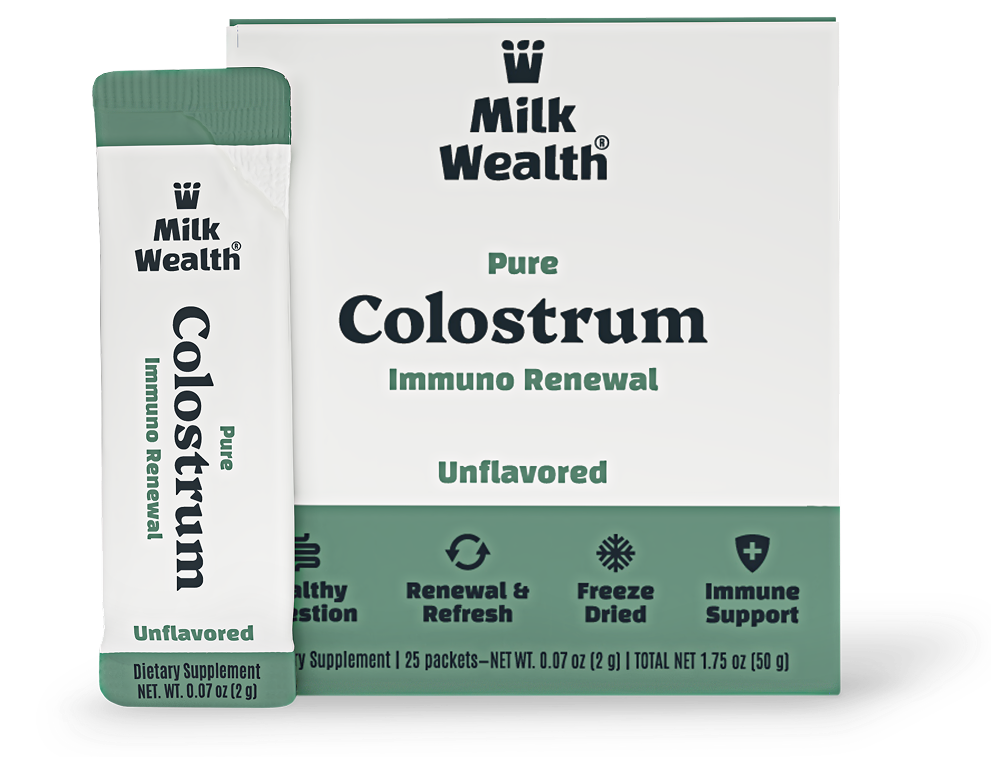 Milk
Wealth®
Pure
Colostrum
Immuno Renewal
Unflavored
Dietary Supplement
NET. WT. 0.07 oz (2 g)
Milk
Wealth®
Pure
Colostrum
Immuno Renewal
Unflavored
althy
estion
Renewal &
Refresh
Freeze
Dried
Immune
Support
ry Supplement | 25 packets—NET WT. 0.07 oz (2 g) | TOTAL NET 1.75 oz (50 g)